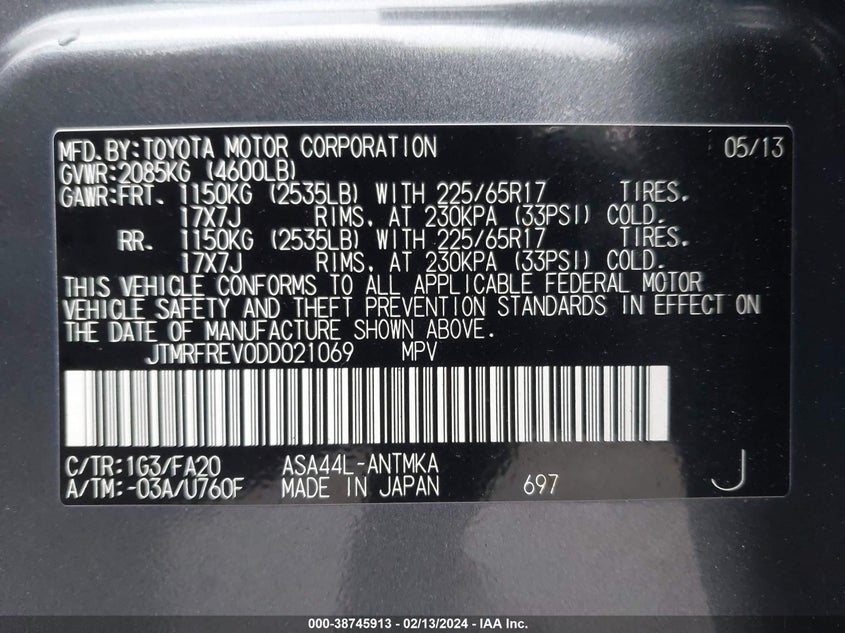 MFD.BY:TOYOTA MOTOR CORPORATION 05/13
GVWR:2085KG (4600LB)
GAWR:FRT. 1150KG (2535LB) WITH 225/65R17 TIRES.
17X7J RIMS, AT 230KPA (33PSI) COLD.
RR. 1150KG (2535LB) WITH 225/65R17 TIRES.
17X7J RIMS, AT 230KPA (33PSI) COLD.
THIS VEHICLE CONFORMS TO ALL APPLICABLE FEDERAL MOTOR
VEHICLE SAFETY AND THEFT PREVENTION STANDARDS IN EFFECT ON
THE DATE OF MANUFACTURE SHOWN ABOVE.
JTMRFREV0DD021069 MPV
C/TR:1G3/FA20 ASA44L-ANTMKA
A/TM:-03A/U760F MADE IN JAPAN 697 J
000-38745913 - 02/13/2024 - IAA Inc.